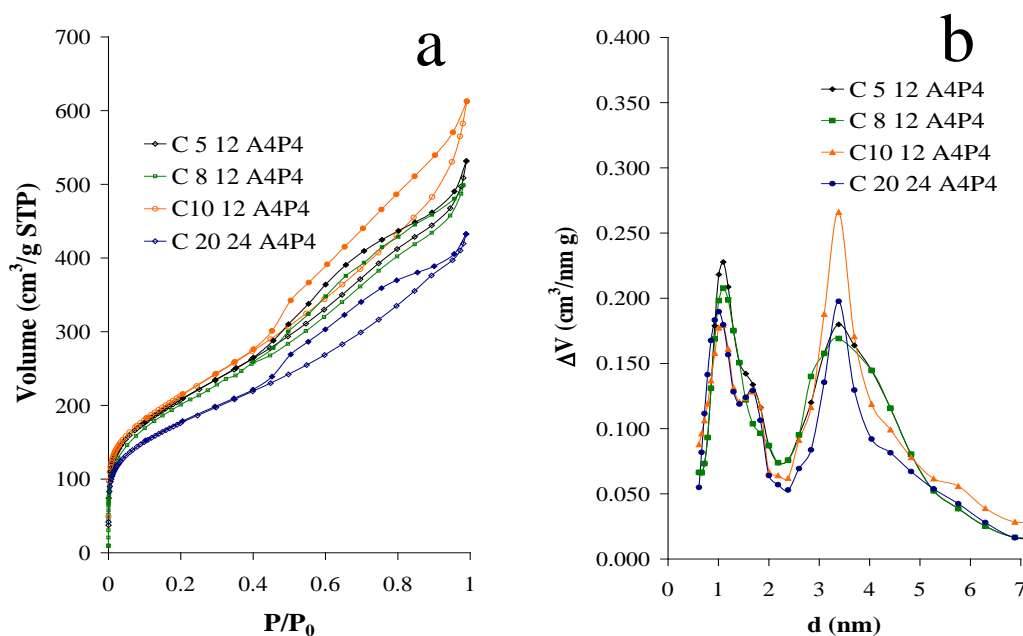 a
700
600
500
400
300
200
100
0
Volume (cm³/g STP)
C 5 12 A4P4
C 8 12 A4P4
C10 12 A4P4
C 20 24 A4P4
0 0.2 0.4 0.6 0.8 1
P/P₀
b
0.400
0.350
0.300
0.250
0.200
0.150
0.100
0.050
0.000
ΔV (cm³/nm g)
C 5 12 A4P4
C 8 12 A4P4
C10 12 A4P4
C 20 24 A4P4
0 1 2 3 4 5 6 7
d (nm)